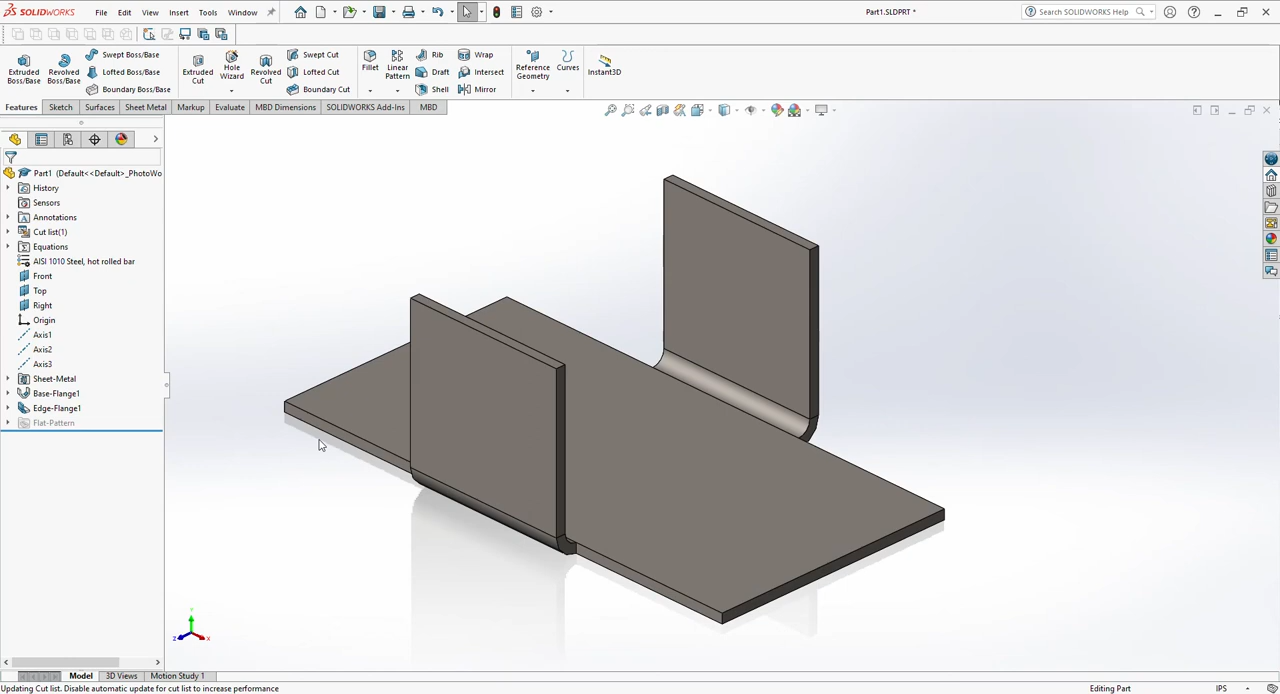 SOLIDWORKS File Edit View Insert Tools Window Part1.SLDPRT * Search SOLIDWORKS Help
Extruded Boss/Base
Revolved Boss/Base
Swept Boss/Base
Lofted Boss/Base
Boundary Boss/Base
Extruded Cut
Hole Wizard
Revolved Cut
Swept Cut
Lofted Cut
Boundary Cut
Fillet
Linear Pattern
Rib
Draft
Shell
Wrap
Intersect
Mirror
Reference Geometry
Curves
Instant3D
Features Sketch Surfaces Sheet Metal Markup Evaluate MBD Dimensions SOLIDWORKS Add-Ins MBD
Part1 (Default<<Default>_PhotoWo
History
Sensors
Annotations
Cut list(1)
Equations
AISI 1010 Steel, hot rolled bar
Front
Top
Right
Origin
Axis1
Axis2
Axis3
Sheet-Metal
Base-Flange1
Edge-Flange1
Flat-Pattern
Y
Z X
Model 3D Views Motion Study 1
Updating Cut list. Disable automatic update for cut list to increase performance Editing Part IPS